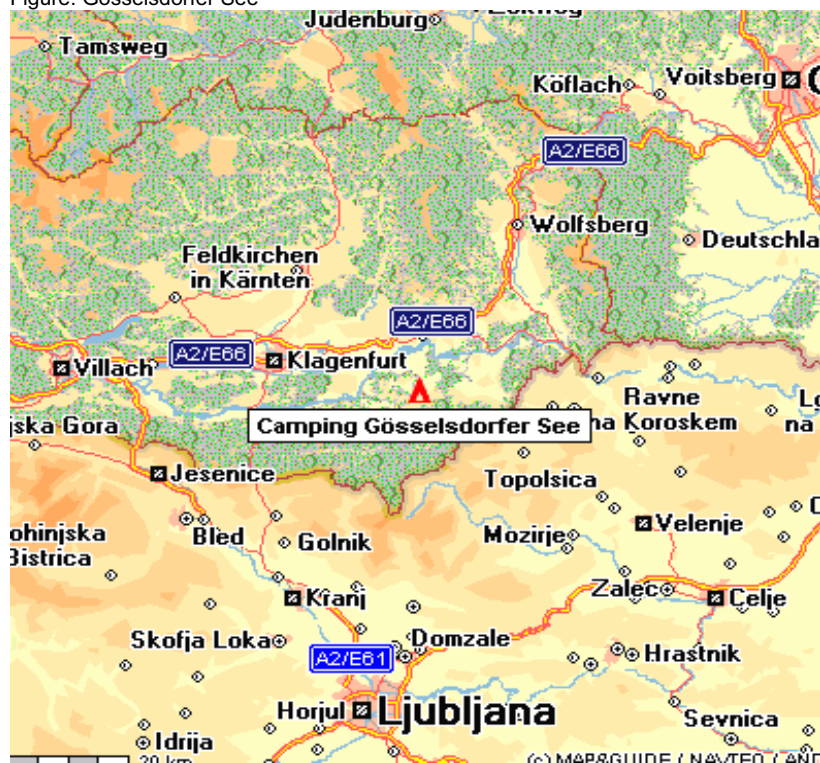 Figure: Gösselsdorfer See
Judenburg
Tamsweg
Köflach
Voitsberg
A2/E66
Wolfsberg
Deutschla
Feldkirchen
in Kärnten
A2/E66
A2/E66
Klagenfurt
Villach
Ravne
na Koroskem
na
jska Gora
Camping Gösselsdorfer See
Jesenice
Topolsica
Velenje
ohinjska
Bistrica
Bled
Golnik
Mozirje
Zalec
Celje
Kranj
Skofja Loka
Domzale
A2/E61
Hrastnik
Horjul
Ljubljana
Sevnica
Idrija
20 km
(c) MAP&GUIDE / NAVTEQ / AND